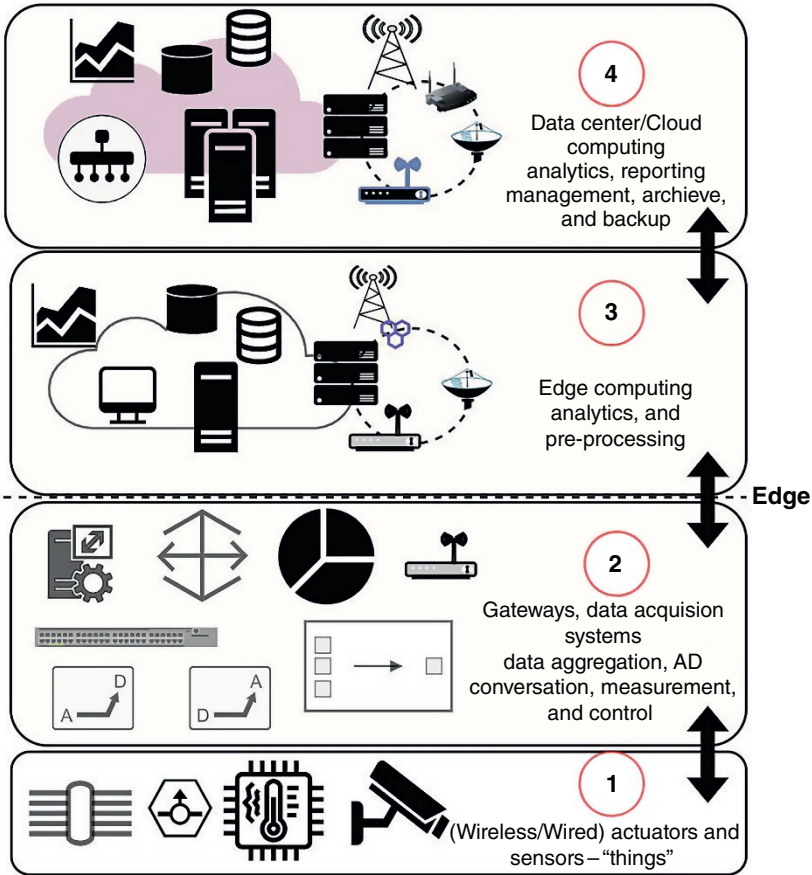 4
Data center/Cloud
computing
analytics, reporting
management, archieve,
and backup
3
Edge computing
analytics, and
pre-processing
Edge
2
Gateways, data acquision
systems
data aggregation, AD
conversation, measurement,
and control
D
A
A
D
1
(Wireless/Wired) actuators and
sensors – “things”